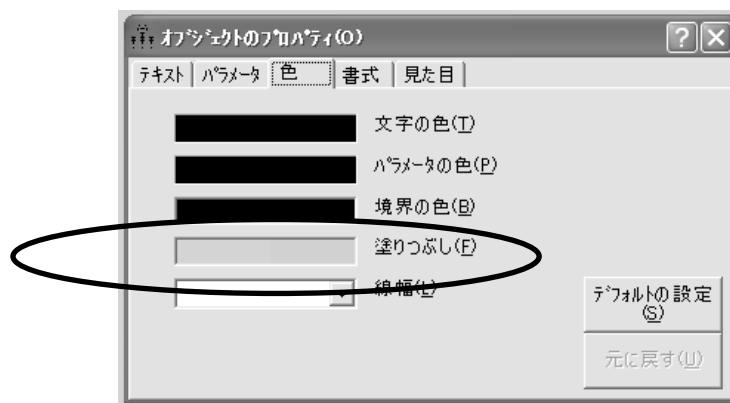 ｵﾌﾞｼﾞｪｸﾄのﾌﾟﾛﾊﾟﾃｨ(O)
ﾃｷｽﾄ ﾊﾟﾗﾒｰﾀ 色 書式 見た目
文字の色(T)
ﾊﾟﾗﾒｰﾀの色(P)
境界の色(B)
塗りつぶし(F)
線幅(L)
ﾃﾞﾌｫﾙﾄの設定
(S)
元に戻す(U)